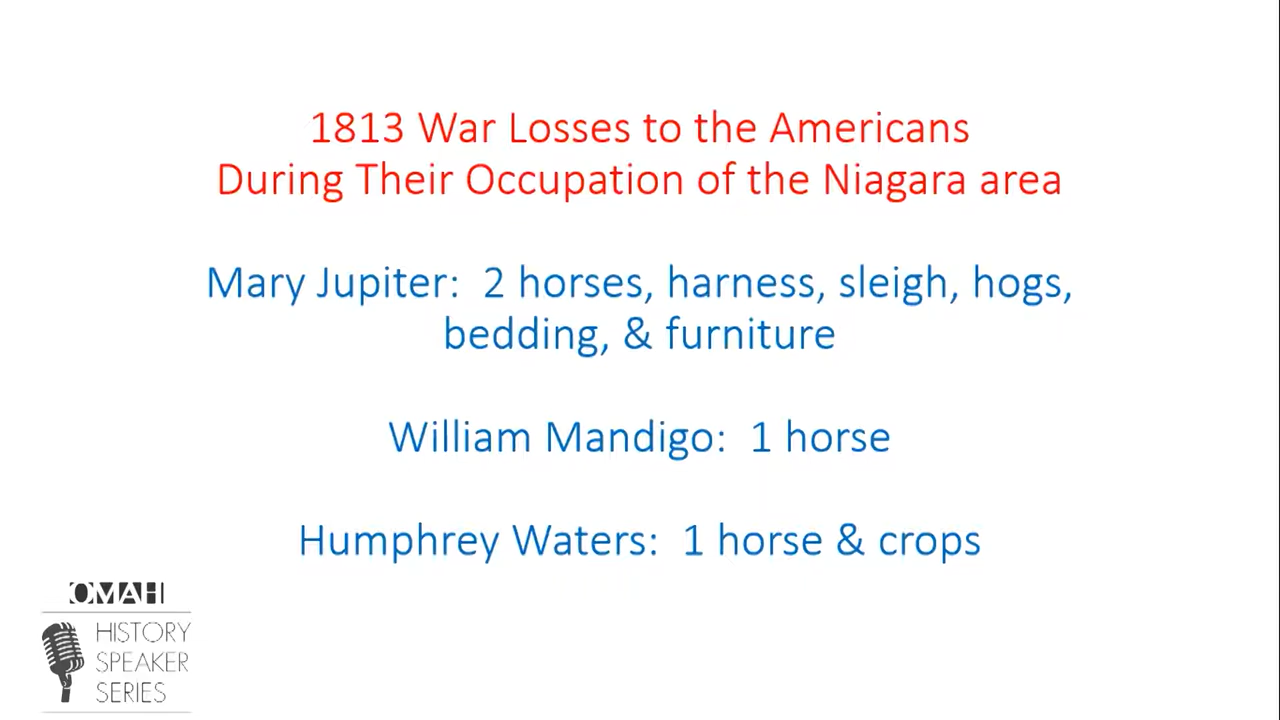 1813 War Losses to the Americans
During Their Occupation of the Niagara area
Mary Jupiter:  2 horses, harness, sleigh, hogs,
bedding, & furniture
William Mandigo:  1 horse
Humphrey Waters:  1 horse & crops
OMAH
HISTORY
SPEAKER
SERIES